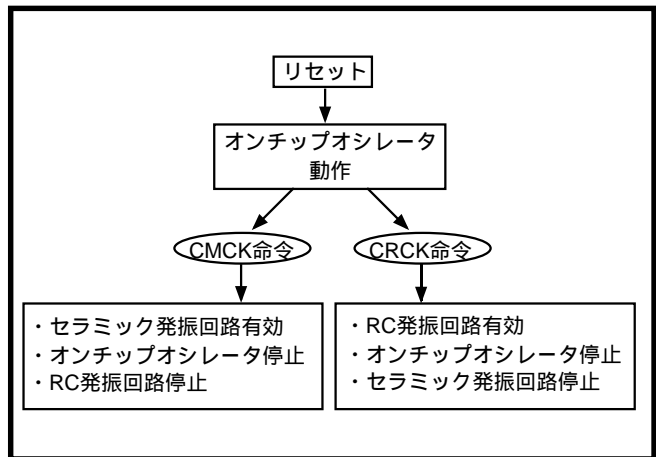 リセット
オンチップオシレータ
動作
CMCK命令
CRCK命令
・セラミック発振回路有効
・オンチップオシレータ停止
・RC発振回路停止
・RC発振回路有効
・オンチップオシレータ停止
・セラミック発振回路停止